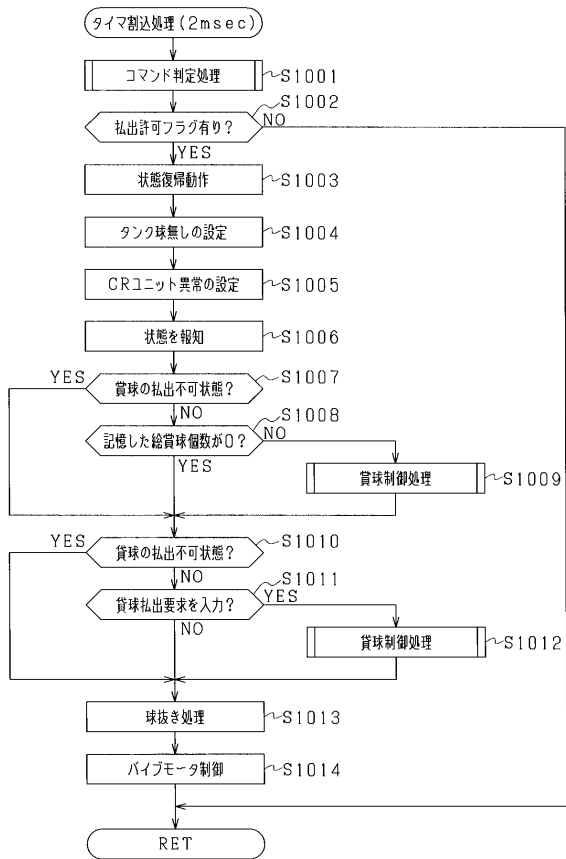 タイマ割込処理(2msec)
コマンド判定処理 S1001
払出許可フラグ有り? S1002
NO
YES
状態復帰動作 S1003
タンク球無しの設定 S1004
CRユニット異常の設定 S1005
状態を報知 S1006
YES
賞球の払出不可状態? S1007
NO
記憶した総賞球個数が0? S1008
NO
YES
賞球制御処理 S1009
YES
貸球の払出不可状態? S1010
NO
貸球払出要求を入力? S1011
YES
NO
貸球制御処理 S1012
球抜き処理 S1013
バイブモータ制御 S1014
RET